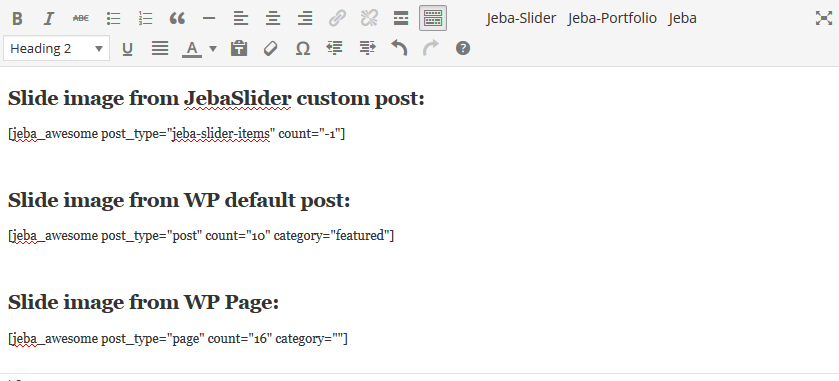 B I ABC Jeba-Slider Jeba-Portfolio Jeba
Heading 2 U A T Ω ?
Slide image from JebaSlider custom post:
[jeba_awesome post_type="jeba-slider-items" count="-1"]
Slide image from WP default post:
[jeba_awesome post_type="post" count="10" category="featured"]
Slide image from WP Page:
[jeba_awesome post_type="page" count="16" category=""]